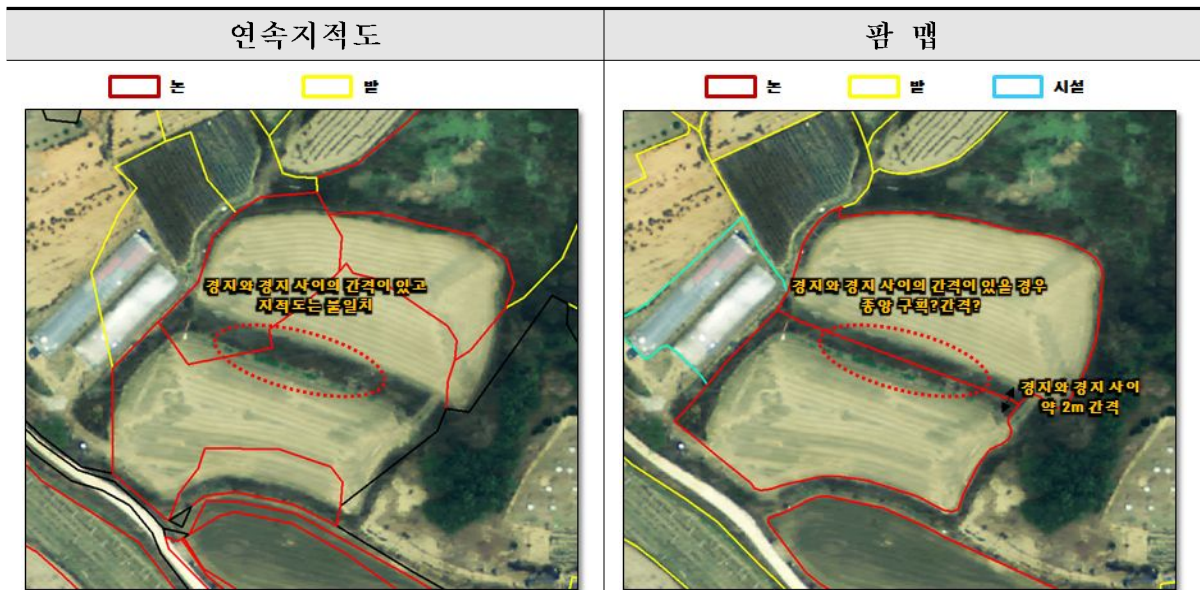 연속지적도
팜 맵
논
밭
논
밭
시설
경지와 경지 사이의 간격이 있고
지적도는 불일치
경지와 경지 사이의 간격이 있을 경우
중앙 구획?간격?
경지와 경지 사이
약 2m 간격